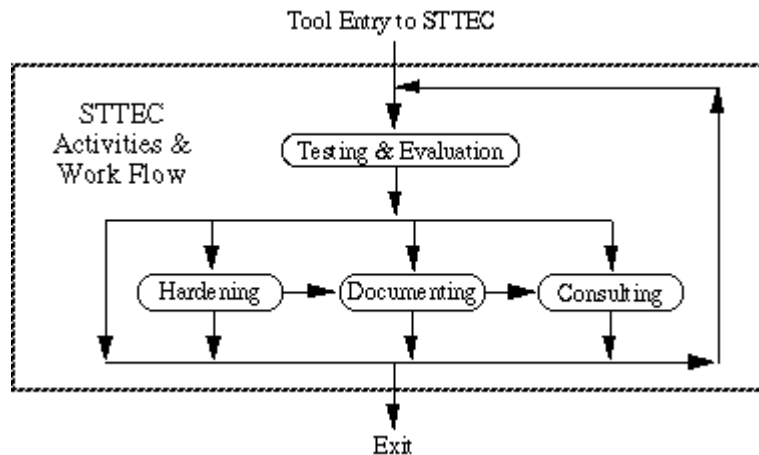 Tool Entry to STTEC
STTEC
Activities &
Work Flow
Testing & Evaluation
Hardening
Documenting
Consulting
Exit